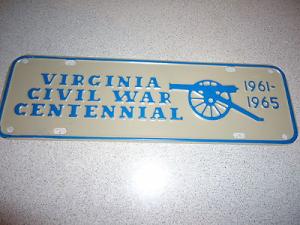 VIRGINIA
CIVIL WAR
CENTENNIAL
1961-
1965